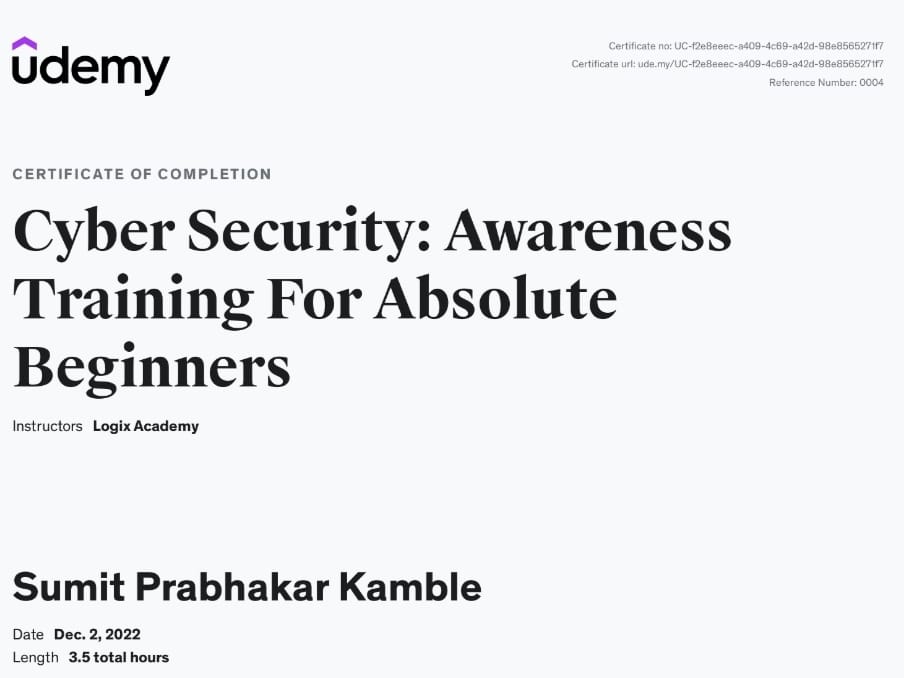 udemy
Certificate no: UC-f2e8eeec-a409-4c69-a42d-98e8565271f7
Certificate url: ude.my/UC-f2e8eeec-a409-4c69-a42d-98e8565271f7
Reference Number: 0004
CERTIFICATE OF COMPLETION
Cyber Security: Awareness
Training For Absolute
Beginners
Instructors Logix Academy
Sumit Prabhakar Kamble
Date Dec. 2, 2022
Length 3.5 total hours